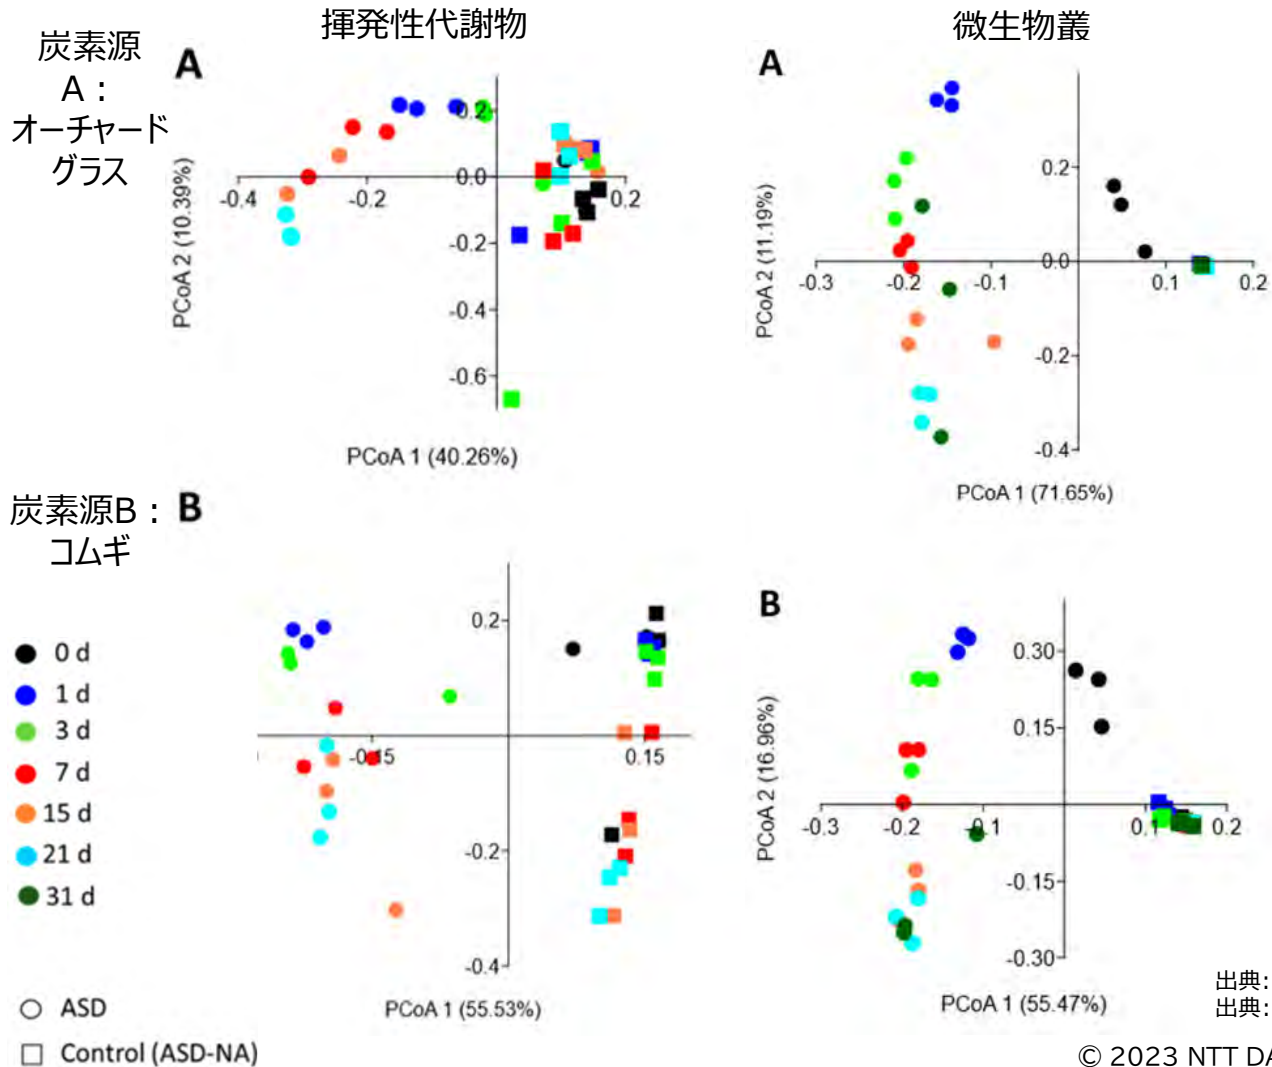 揮発性代謝物
微生物叢
炭素源
A：
オーチャード
グラス
A
0.2
0.0
-0.4
-0.2
0.2
-0.2
-0.4
-0.6
PCoA 2 (10.39%)
PCoA 1 (40.26%)
A
0.2
0.0
-0.3
-0.2
-0.1
0.1
0.2
-0.2
-0.4
PCoA 2 (11.19%)
PCoA 1 (71.65%)
炭素源B：
コムギ
B
0.2
-0.15
0.15
-0.2
-0.4
PCoA 1 (55.53%)
B
0.30
0.15
-0.3
-0.2
-0.1
0.1
0.2
-0.15
-0.30
PCoA 2 (16.96%)
PCoA 1 (55.47%)
0 d
1 d
3 d
7 d
15 d
21 d
31 d
ASD
Control (ASD-NA)
出典:
出典:
© 2023 NTT DA